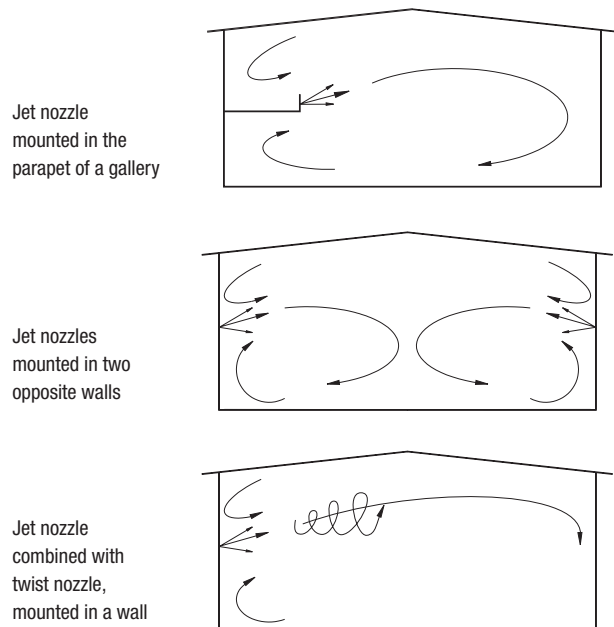 Jet nozzle
mounted in the
parapet of a gallery
Jet nozzles
mounted in two
opposite walls
Jet nozzle
combined with
twist nozzle,
mounted in a wall